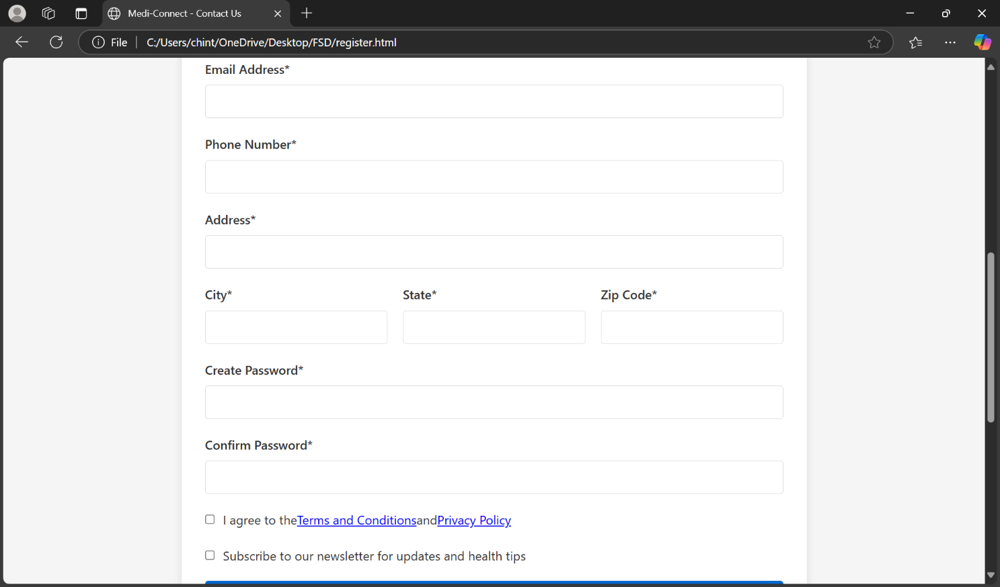 Medi-Connect - Contact Us
File C:/Users/chint/OneDrive/Desktop/FSD/register.html
Email Address*
Phone Number*
Address*
City* State* Zip Code*
Create Password*
Confirm Password*
I agree to theTerms and ConditionsandPrivacy Policy
Subscribe to our newsletter for updates and health tips